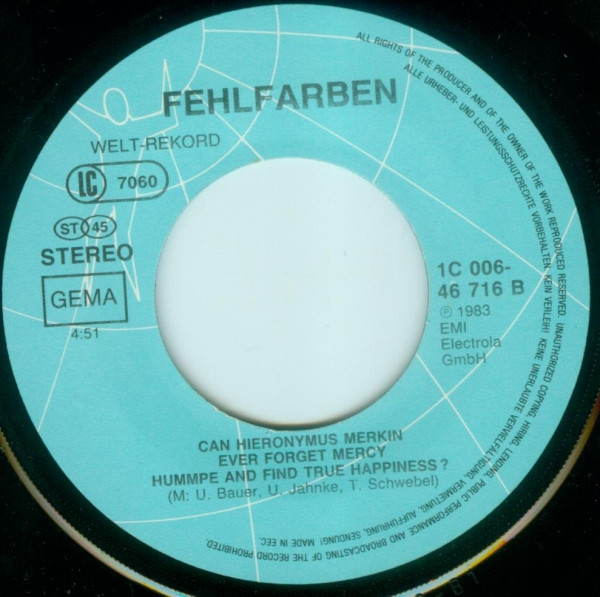 FEHLFARBEN
WELT-REKORD
LC 7060
ST 45
STEREO
GEMA
4:51
1C 006-
46 716 B
℗ 1983
EMI
Electrola
GmbH
CAN HIERONYMUS MERKIN
EVER FORGET MERCY
HUMMPE AND FIND TRUE HAPPINESS?
(M: U. Bauer, U. Jahnke, T. Schwebel)
ALL RIGHTS OF THE PRODUCER AND OF THE OWNER OF THE WORK REPRODUCED RESERVED. UNAUTHORIZED COPYING, HIRING, LENDING, PUBLIC PERFORMANCE AND BROADCASTING OF THE RECORD PROHIBITED.
ALLE URHEBER- UND LEISTUNGSSCHUTZRECHTE VORBEHALTEN. KEIN VERLEIH! KEINE UNERLAUBTE VERVIELFÄLTIGUNG, VERMIETUNG, AUFFÜHRUNG, SENDUNG! MADE IN EEC.